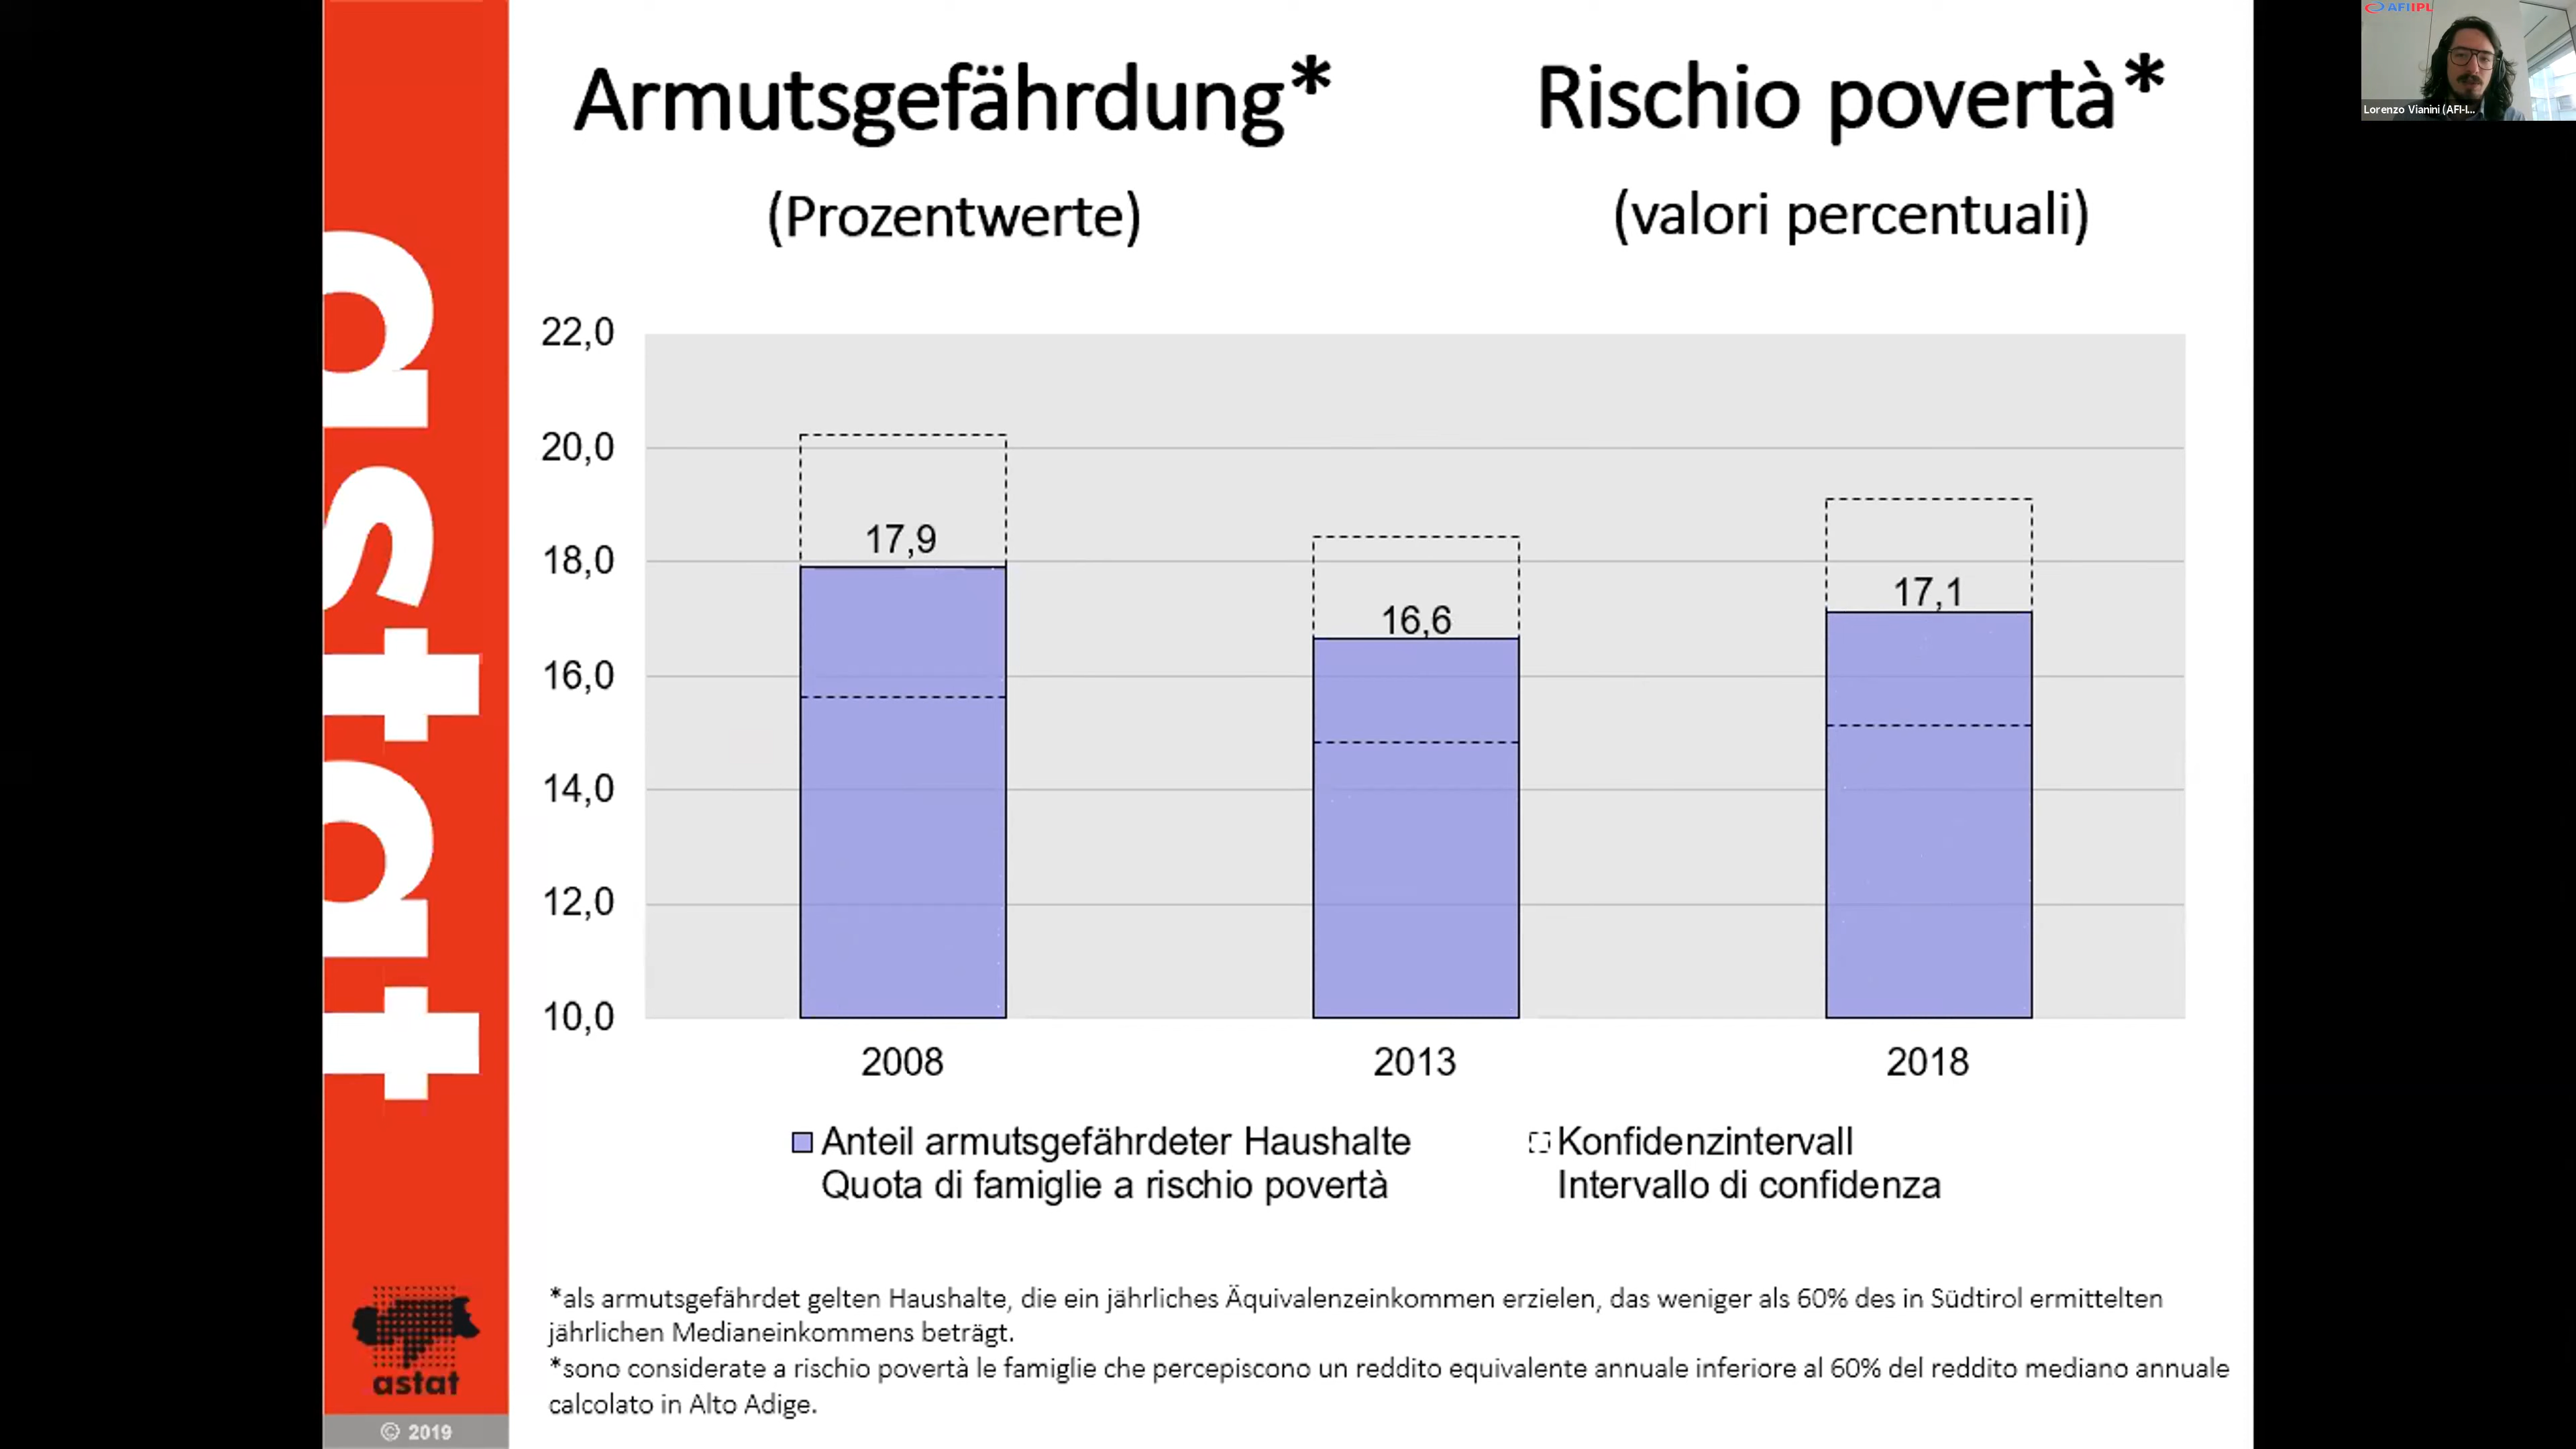 Armutsgefährdung*
(Prozentwerte)
Rischio povertà*
(valori percentuali)
AFI IPL
Lorenzo Vianini (AFI-I...
astat
22,0
20,0
18,0
16,0
14,0
12,0
10,0
17,9
16,6
17,1
2008
2013
2018
Anteil armutsgefährdeter Haushalte
Quota di famiglie a rischio povertà
Konfidenzintervall
Intervallo di confidenza
*als armutsgefährdet gelten Haushalte, die ein jährliches Äquivalenzeinkommen erzielen, das weniger als 60% des in Südtirol ermittelten
jährlichen Medianeinkommens beträgt.
*sono considerate a rischio povertà le famiglie che percepiscono un reddito equivalente annuale inferiore al 60% del reddito mediano annuale
calcolato in Alto Adige.
astat
© 2019